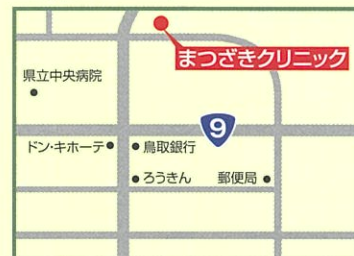 まつざきクリニック
県立中央病院
9
ドン・キホーテ
鳥取銀行
ろうきん
郵便局